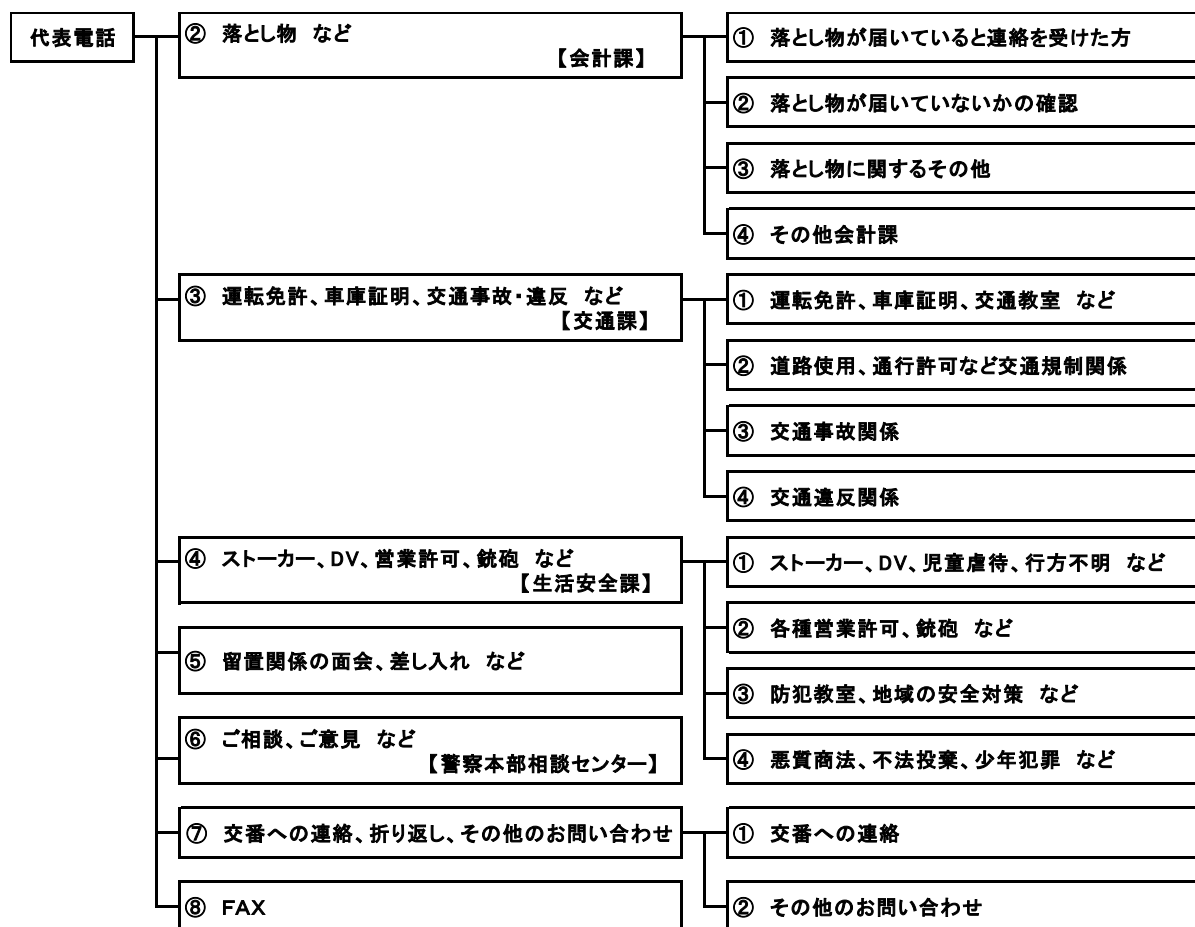 代表電話
② 落とし物 など
【会計課】
① 落とし物が届いていると連絡を受けた方
② 落とし物が届いていないかの確認
③ 落とし物に関するその他
④ その他会計課
③ 運転免許、車庫証明、交通事故・違反 など
【交通課】
① 運転免許、車庫証明、交通教室 など
② 道路使用、通行許可など交通規制関係
③ 交通事故関係
④ 交通違反関係
④ ストーカー、DV、営業許可、銃砲 など
【生活安全課】
① ストーカー、DV、児童虐待、行方不明 など
② 各種営業許可、銃砲 など
③ 防犯教室、地域の安全対策 など
④ 悪質商法、不法投棄、少年犯罪 など
⑤ 留置関係の面会、差し入れ など
⑥ ご相談、ご意見 など
【警察本部相談センター】
⑦ 交番への連絡、折り返し、その他のお問い合わせ
① 交番への連絡
② その他のお問い合わせ
⑧ FAX